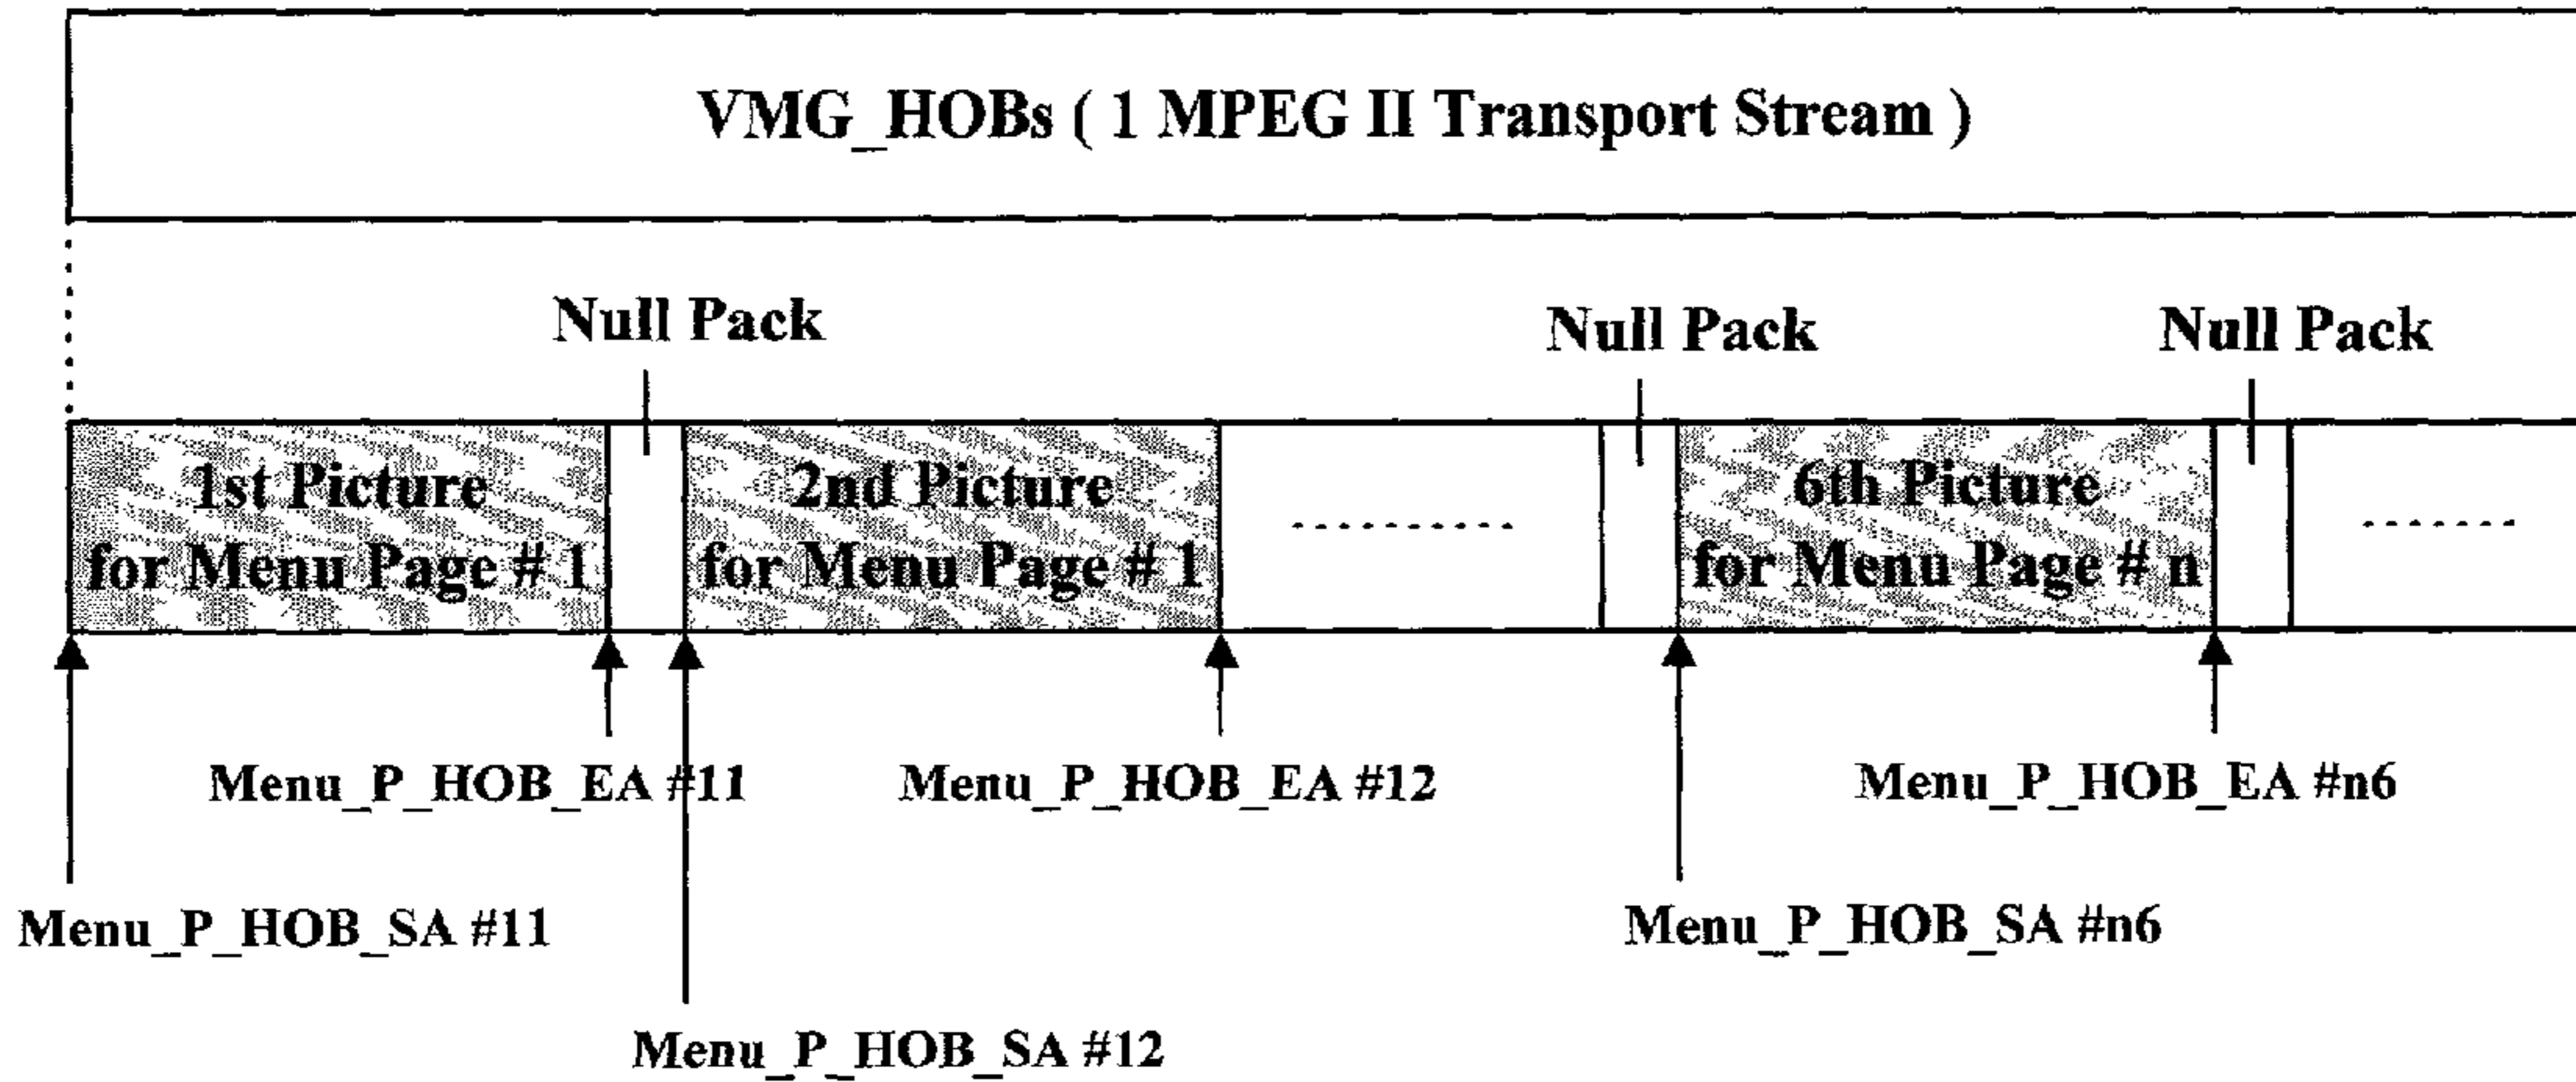 VMG_HOBs ( 1 MPEG II Transport Stream )
Null Pack
Null Pack
Null Pack
1st Picture
for Menu Page # 1
2nd Picture
for Menu Page # 1
6th Picture
for Menu Page # n
Menu_P_HOB_EA #11
Menu_P_HOB_EA #12
Menu_P_HOB_EA #n6
Menu_P_HOB_SA #11
Menu_P_HOB_SA #n6
Menu_P_HOB_SA #12